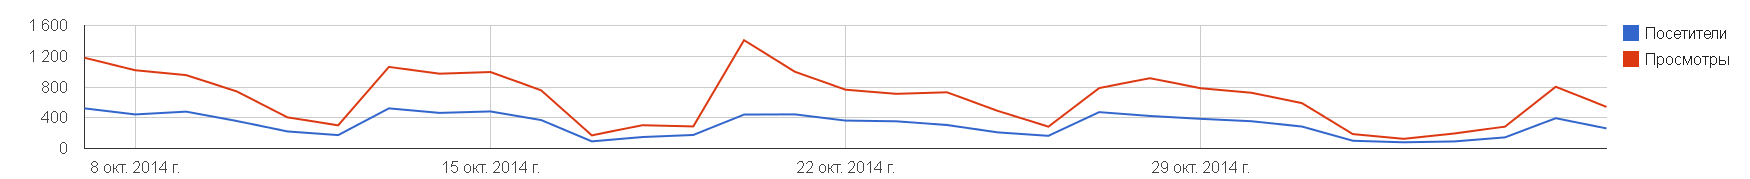 1 600
1 200
800
400
0
8 окт. 2014 г.
15 окт. 2014 г.
22 окт. 2014 г.
29 окт. 2014 г.
Посетители
Просмотры